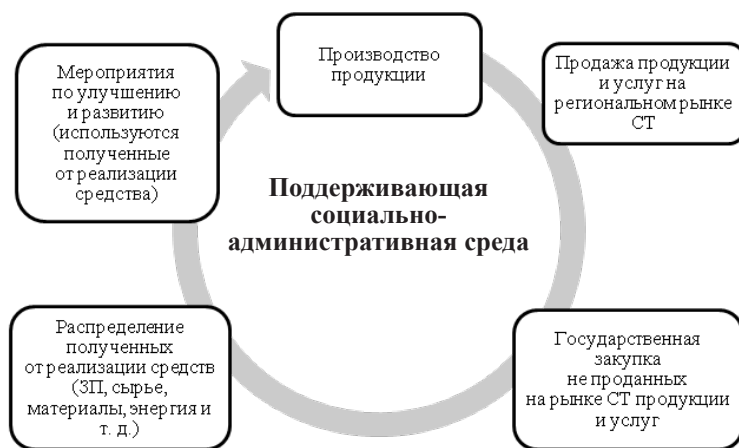 Производство
продукции
Продажа продукции
и услуг на
региональном рынке
СТ
Государственная
закупка
не проданных
на рынке СТ продукции
и услуг
Распределение
полученных
от реализации средств
(ЗП, сырье,
материалы, энергия и
т. д.)
Мероприятия
по улучшению
и развитию
(используются
полученные
от реализации
средства)
Поддерживающая
социально-
административная среда